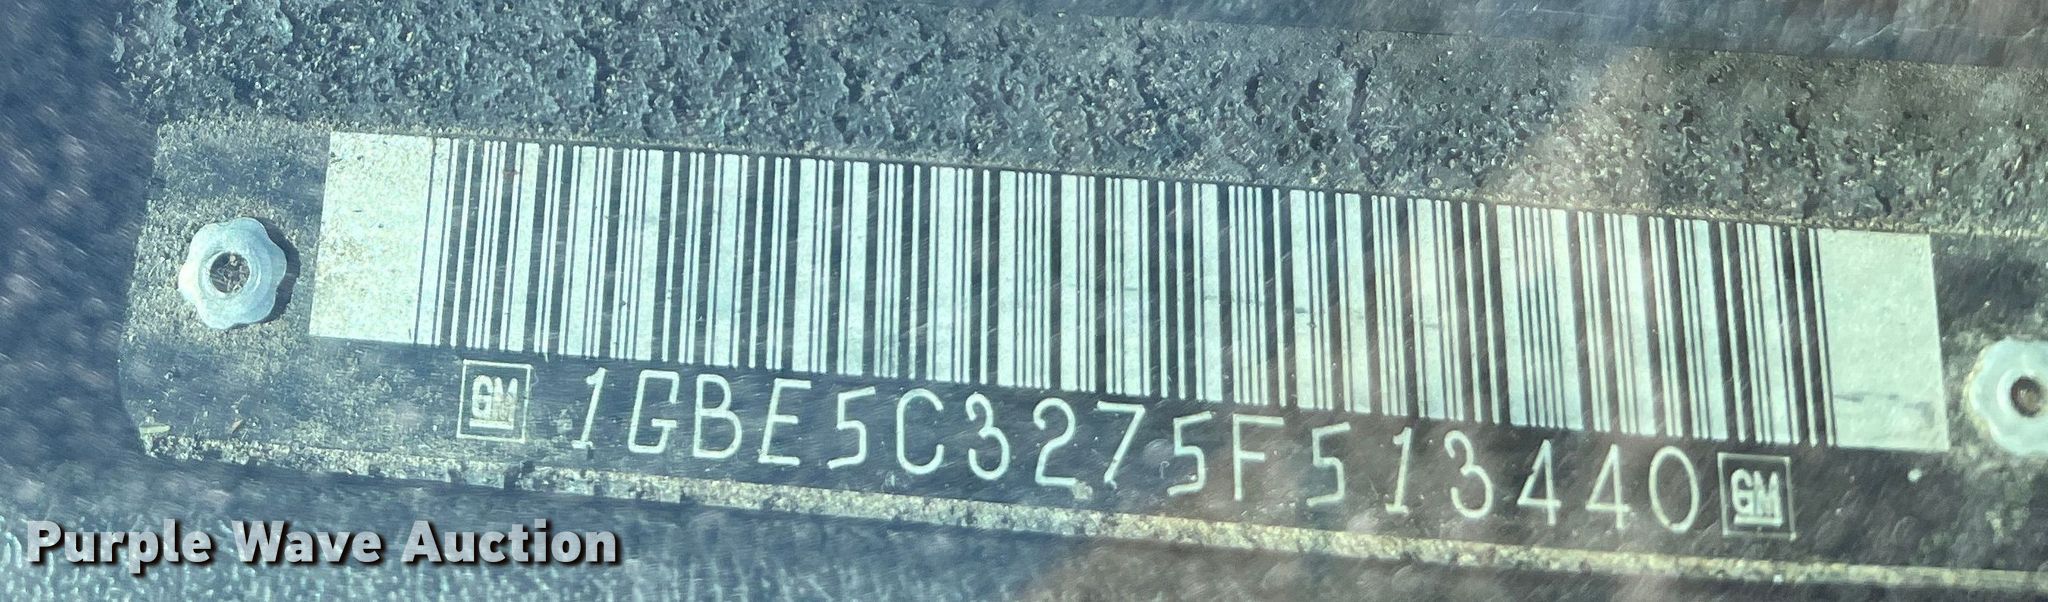 GM 1GBE5C3275F513440 GM
Purple Wave Auction